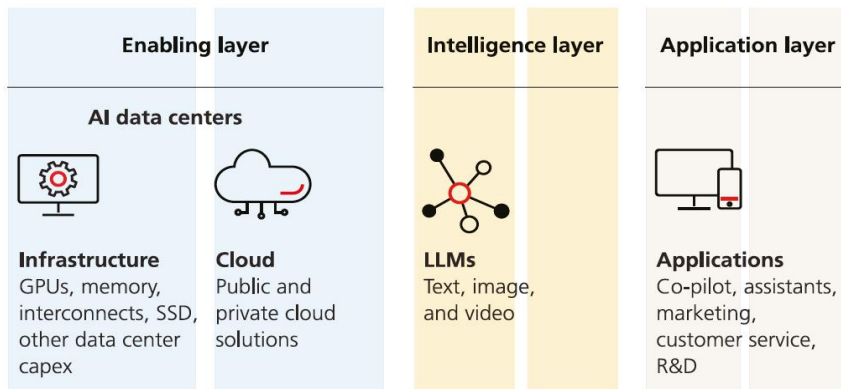 Enabling layer
Intelligence layer
Application layer
AI data centers
Infrastructure
GPUs, memory,
interconnects, SSD,
other data center
capex
Cloud
Public and
private cloud
solutions
LLMs
Text, image,
and video
Applications
Co-pilot, assistants,
marketing,
customer service,
R&D